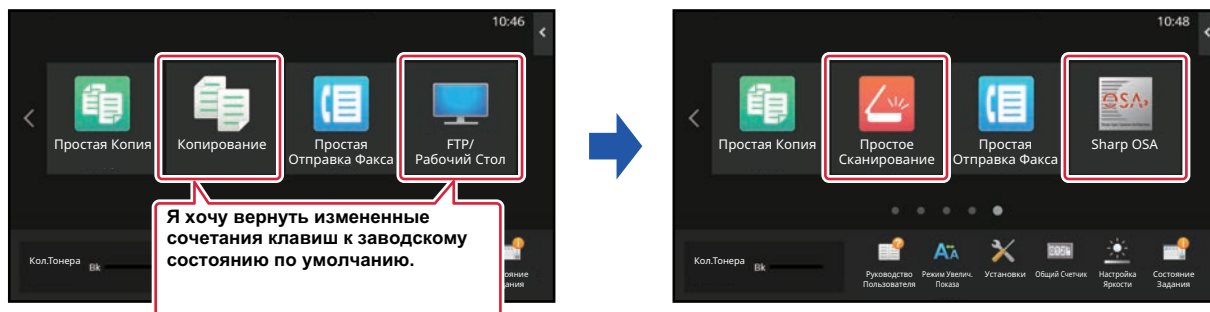 10:46
Простая Копия
Копирование
Простая
Отправка Факса
FTP/
Рабочий Стол
Я хочу вернуть измененные
сочетания клавиш к заводскому
состоянию по умолчанию.
Кол.Тонера
Bk
10:48
Простая Копия
Простое
Сканирование
Простая
Отправка Факса
Sharp OSA
Кол.Тонера
Bk
Руководство
Пользователя
Режим Увелич.
Показа
Установки
Общий Счетчик
Настройка
Яркости
Состояние
Задания